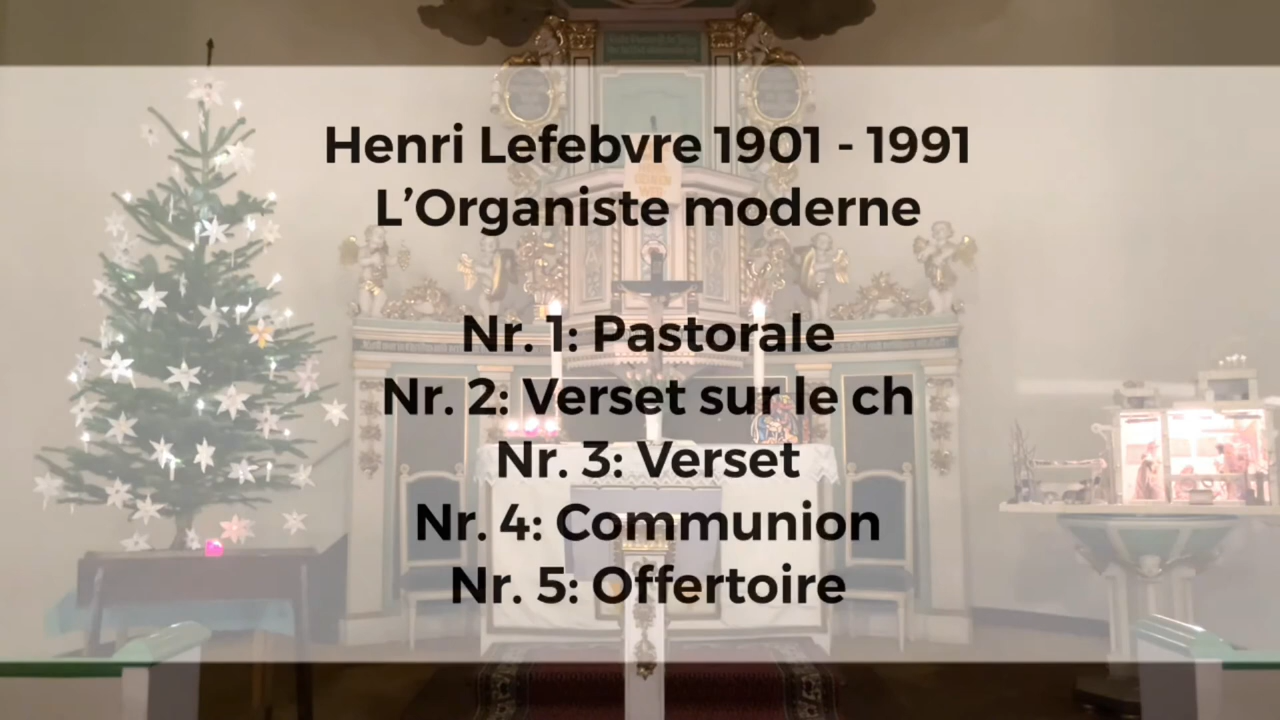 Henri Lefebvre 1901 - 1991
L’Organiste moderne
Nr. 1: Pastorale
Nr. 2: Verset sur le ch
Nr. 3: Verset
Nr. 4: Communion
Nr. 5: Offertoire